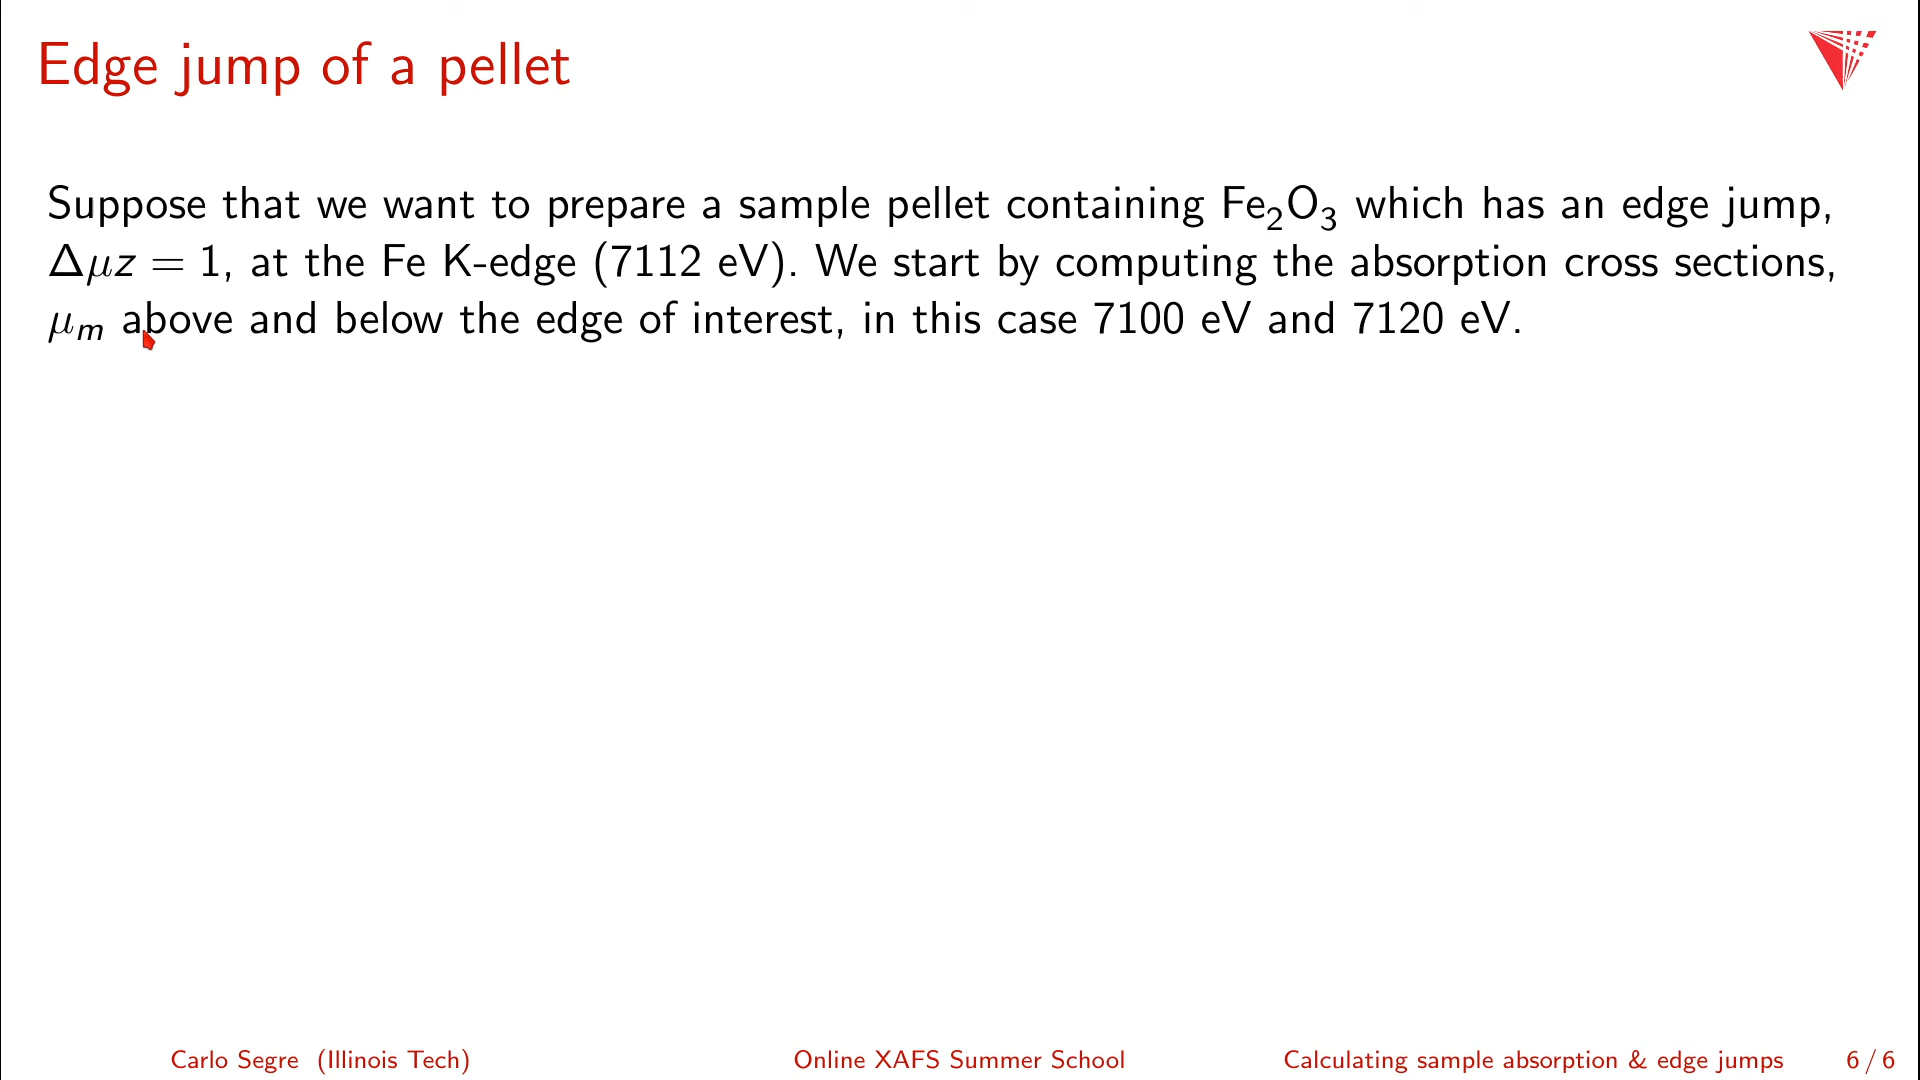 Edge jump of a pellet
Suppose that we want to prepare a sample pellet containing Fe₂O₃ which has an edge jump,
Δμz = 1, at the Fe K-edge (7112 eV). We start by computing the absorption cross sections,
μₘ above and below the edge of interest, in this case 7100 eV and 7120 eV.
Carlo Segre (Illinois Tech) Online XAFS Summer School Calculating sample absorption & edge jumps 6 / 6